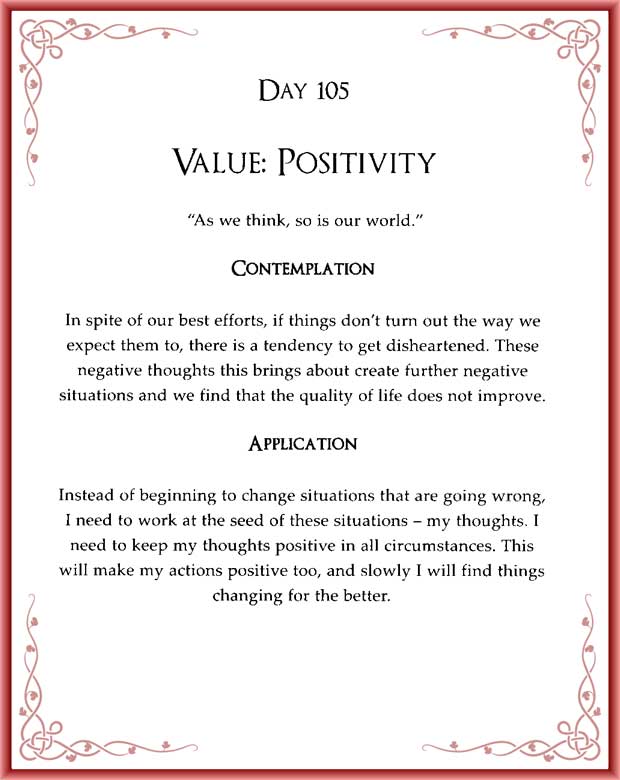 Day 105
Value: Positivity
“As we think, so is our world.”
Contemplation
In spite of our best efforts, if things don’t turn out the way we
expect them to, there is a tendency to get disheartened. These
negative thoughts this brings about create further negative
situations and we find that the quality of life does not improve.
Application
Instead of beginning to change situations that are going wrong,
I need to work at the seed of these situations – my thoughts. I
need to keep my thoughts positive in all circumstances. This
will make my actions positive too, and slowly I will find things
changing for the better.